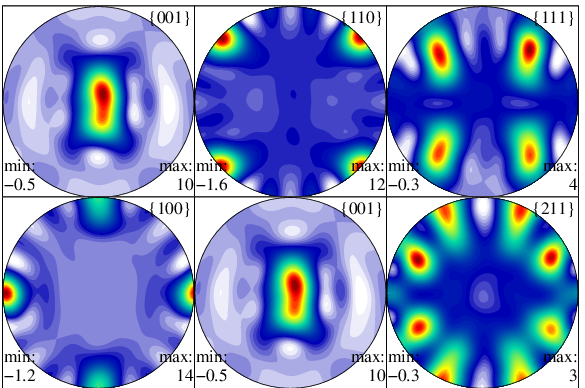 {001} {110} {111}
min: max: min: max: min: max:
−0.5 10 −1.6 12 −0.3 4
{100} {001} {211}
min: max: min: max: min: max:
−1.2 14 −0.5 10 −0.3 3